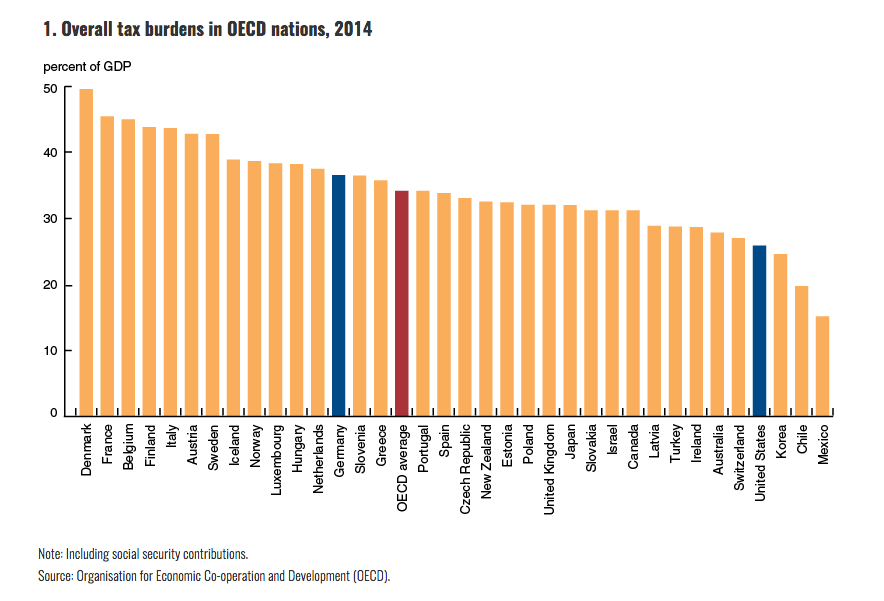 1. Overall tax burdens in OECD nations, 2014
percent of GDP
50
40
30
20
10
0
Denmark
France
Belgium
Finland
Italy
Austria
Sweden
Iceland
Norway
Luxembourg
Hungary
Netherlands
Germany
Slovenia
Greece
OECD average
Portugal
Spain
Czech Republic
New Zealand
Estonia
Poland
United Kingdom
Japan
Slovakia
Israel
Canada
Latvia
Turkey
Ireland
Australia
Switzerland
United States
Korea
Chile
Mexico
Note: Including social security contributions.
Source: Organisation for Economic Co-operation and Development (OECD).